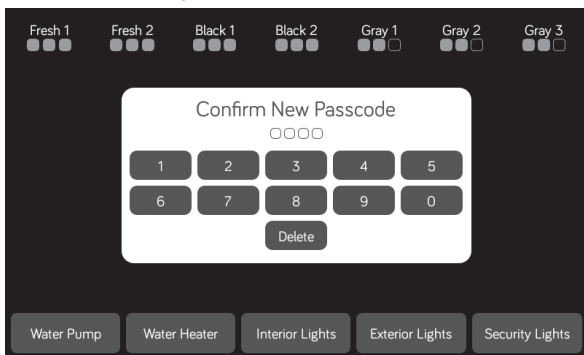 Fresh 1 Fresh 2 Black 1 Black 2 Gray 1 Gray 2 Gray 3
Confirm New Passcode
1 2 3 4 5
6 7 8 9 0
Delete
Water Pump Water Heater Interior Lights Exterior Lights Security Lights